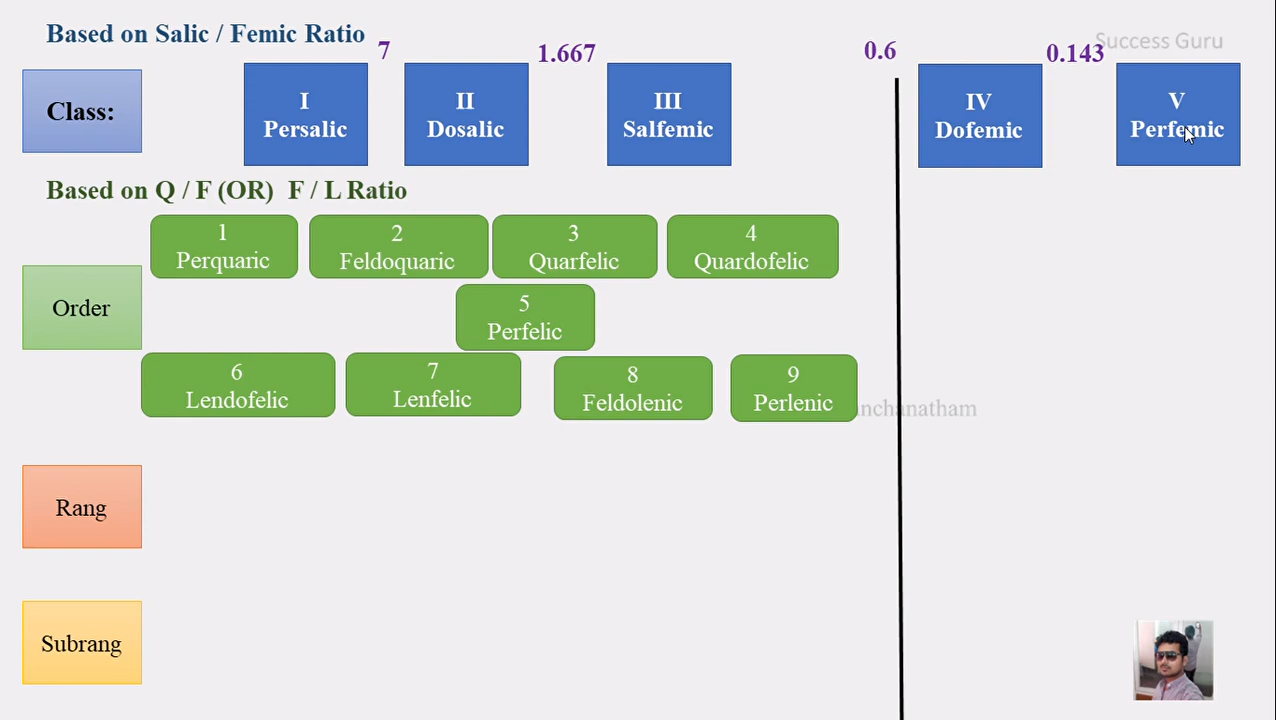 Based on Salic / Femic Ratio
Success Guru
7
1.667
0.6
0.143
Class:
I
Persalic
II
Dosalic
III
Salfemic
IV
Dofemic
V
Perfemic
Based on Q / F (OR) F / L Ratio
Order
1
Perquaric
2
Feldoquaric
3
Quarfelic
4
Quardofelic
5
Perfelic
6
Lendofelic
7
Lenfelic
8
Feldolenic
9
Perlenic
Rang
Subrang